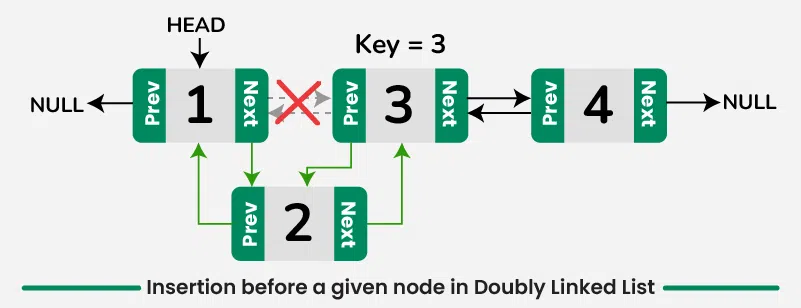 HEAD
Key = 3
NULL Prev 1 Next Prev 3 Next Prev 4 Next NULL
Prev 2 Next
Insertion before a given node in Doubly Linked List